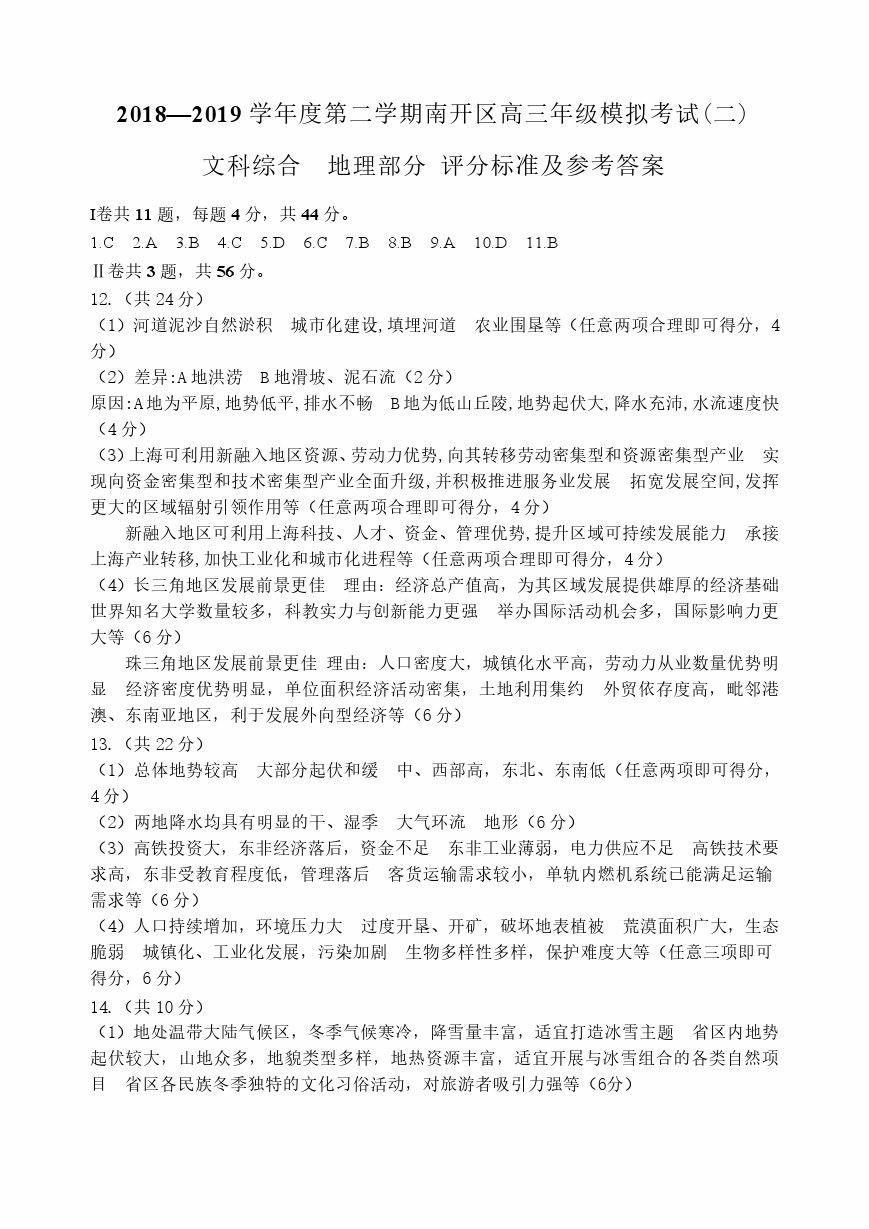 2018—2019 学年度第二学期南开区高三年级模拟考试(二)
文科综合 地理部分 评分标准及参考答案
Ⅰ卷共 11 题，每题 4 分，共 44 分。
1.C 2.A 3.B 4.C 5.D 6.C 7.B 8.B 9.A 10.D 11.B
Ⅱ卷共 3 题，共 56 分。
12.（共 24 分）
（1）河道泥沙自然淤积 城市化建设,填埋河道 农业围垦等（任意两项合理即可得分，4
分）
（2）差异:A 地洪涝 B 地滑坡、泥石流（2 分）
原因:A 地为平原,地势低平,排水不畅 B 地为低山丘陵,地势起伏大,降水充沛,水流速度快
（4 分）
（3）上海可利用新融入地区资源、劳动力优势,向其转移劳动密集型和资源密集型产业 实
现向资金密集型和技术密集型产业全面升级,并积极推进服务业发展 拓宽发展空间,发挥
更大的区域辐射引领作用等（任意两项合理即可得分，4 分）
新融入地区可利用上海科技、人才、资金、管理优势,提升区域可持续发展能力 承接
上海产业转移,加快工业化和城市化进程等（任意两项合理即可得分，4 分）
（4）长三角地区发展前景更佳 理由：经济总产值高，为其区域发展提供雄厚的经济基础
世界知名大学数量较多，科教实力与创新能力更强 举办国际活动机会多，国际影响力更
大等（6 分）
珠三角地区发展前景更佳 理由：人口密度大，城镇化水平高，劳动力从业数量优势明
显 经济密度优势明显，单位面积经济活动密集，土地利用集约 外贸依存度高，毗邻港
澳、东南亚地区，利于发展外向型经济等（6 分）
13.（共 22 分）
（1）总体地势较高 大部分起伏和缓 中、西部高，东北、东南低（任意两项即可得分，
4 分）
（2）两地降水均具有明显的干、湿季 大气环流 地形（6 分）
（3）高铁投资大，东非经济落后，资金不足 东非工业薄弱，电力供应不足 高铁技术要
求高，东非受教育程度低，管理落后 客货运输需求较小，单轨内燃机系统已能满足运输
需求等（6 分）
（4）人口持续增加，环境压力大 过度开垦、开矿，破坏地表植被 荒漠面积广大，生态
脆弱 城镇化、工业化发展，污染加剧 生物多样性多样，保护难度大等（任意三项即可
得分，6 分）
14.（共 10 分）
（1）地处温带大陆气候区，冬季气候寒冷，降雪量丰富，适宜打造冰雪主题 省区内地势
起伏较大，山地众多，地貌类型多样，地热资源丰富，适宜开展与冰雪组合的各类自然项
目 省区各民族冬季独特的文化习俗活动，对旅游者吸引力强等（6分）